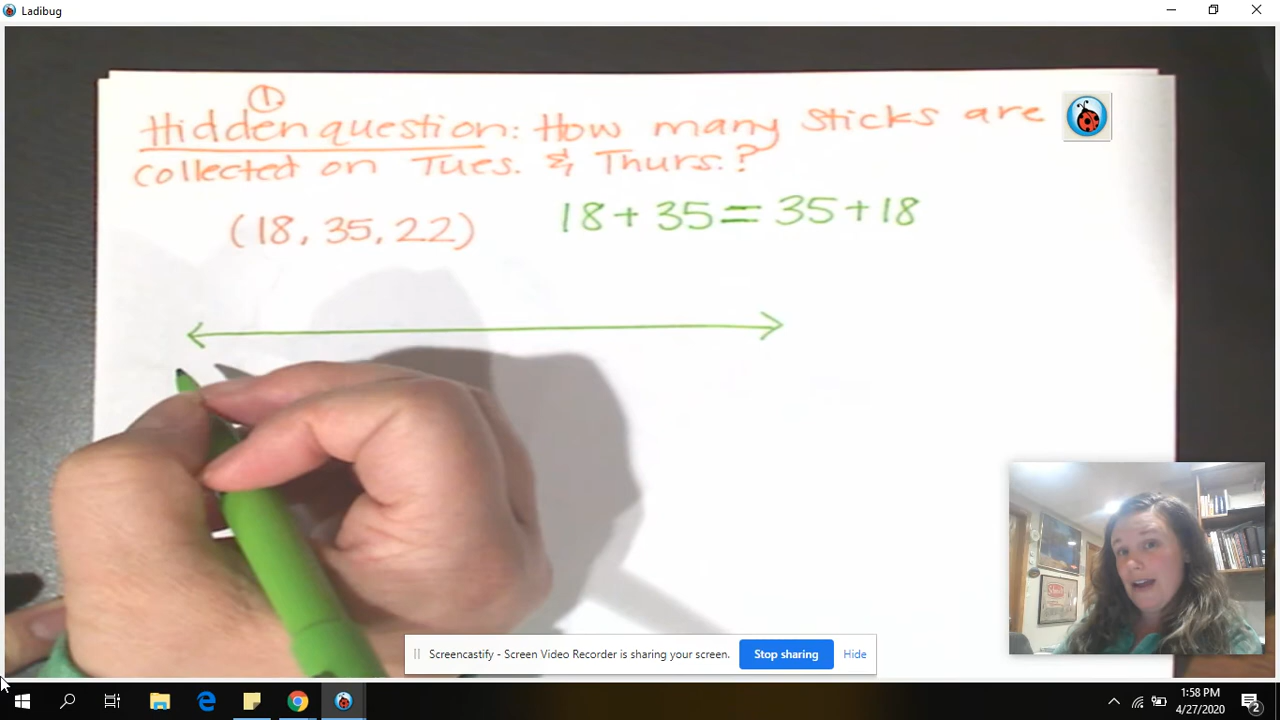 Ladibug
①
Hidden question: How many sticks are
collected on Tues. & Thurs.?
(18, 35, 22)
18 + 35 = 35 + 18
Screencastify - Screen Video Recorder is sharing your screen.
Stop sharing
Hide
1:58 PM
4/27/2020
2